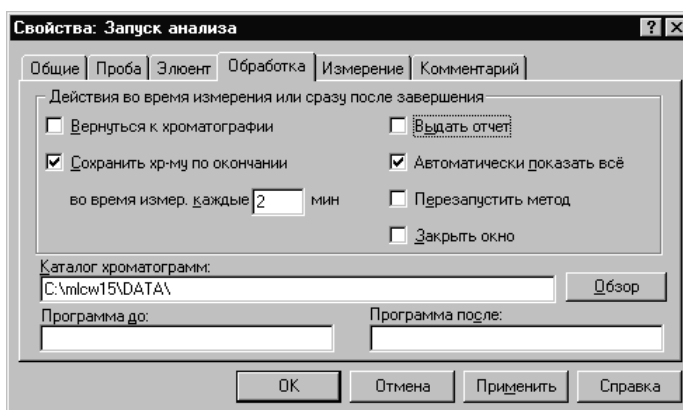 Свойства: Запуск анализа
Общие Проба Элюент Обработка Измерение Комментарий
Действия во время измерения или сразу после завершения
Вернуться к хроматографии
Выдать отчет
Сохранить хр-му по окончании
Автоматически показать всё
во время измер. каждые 2 мин
Перезапустить метод
Закрыть окно
Каталог хроматограмм:
C:\mlcw15\DATA\
Обзор
Программа до:
Программа после:
OK Отмена Применить Справка